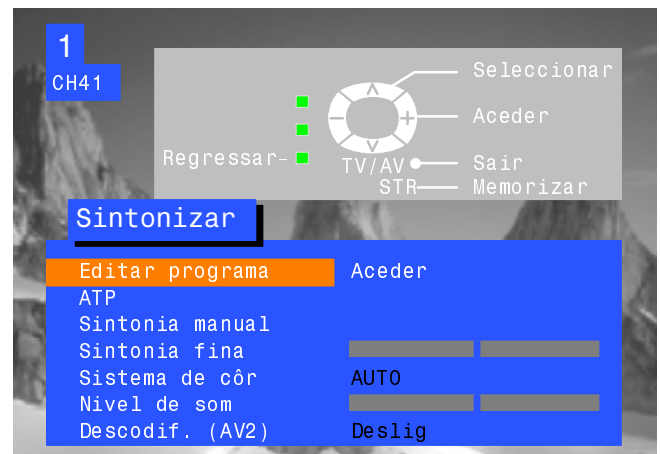 1
CH41
Seleccionar
Aceder
Regressar-
TV/AV
Sair
STR
Memorizar
Sintonizar
Editar programa Aceder
ATP
Sintonia manual
Sintonia fina
Sistema de côr AUTO
Nivel de som
Descodif. (AV2) Deslig